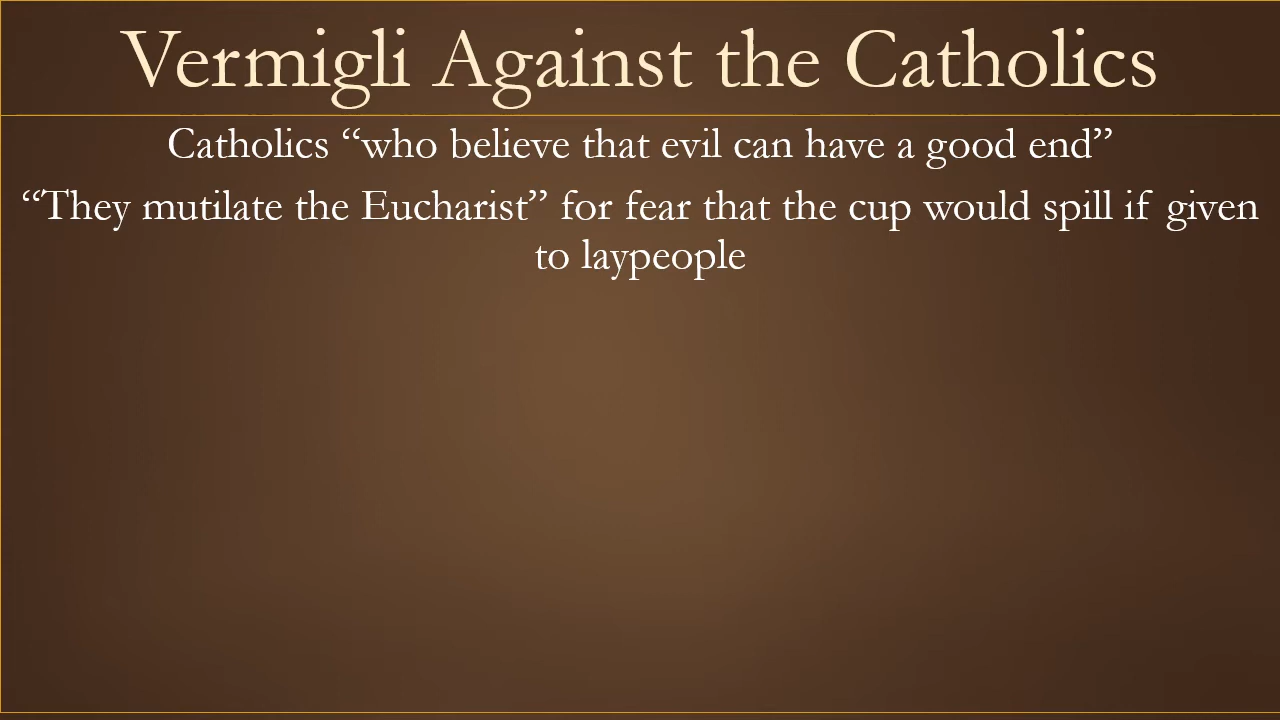 Vermigli Against the Catholics
Catholics “who believe that evil can have a good end”
“They mutilate the Eucharist” for fear that the cup would spill if given
to laypeople